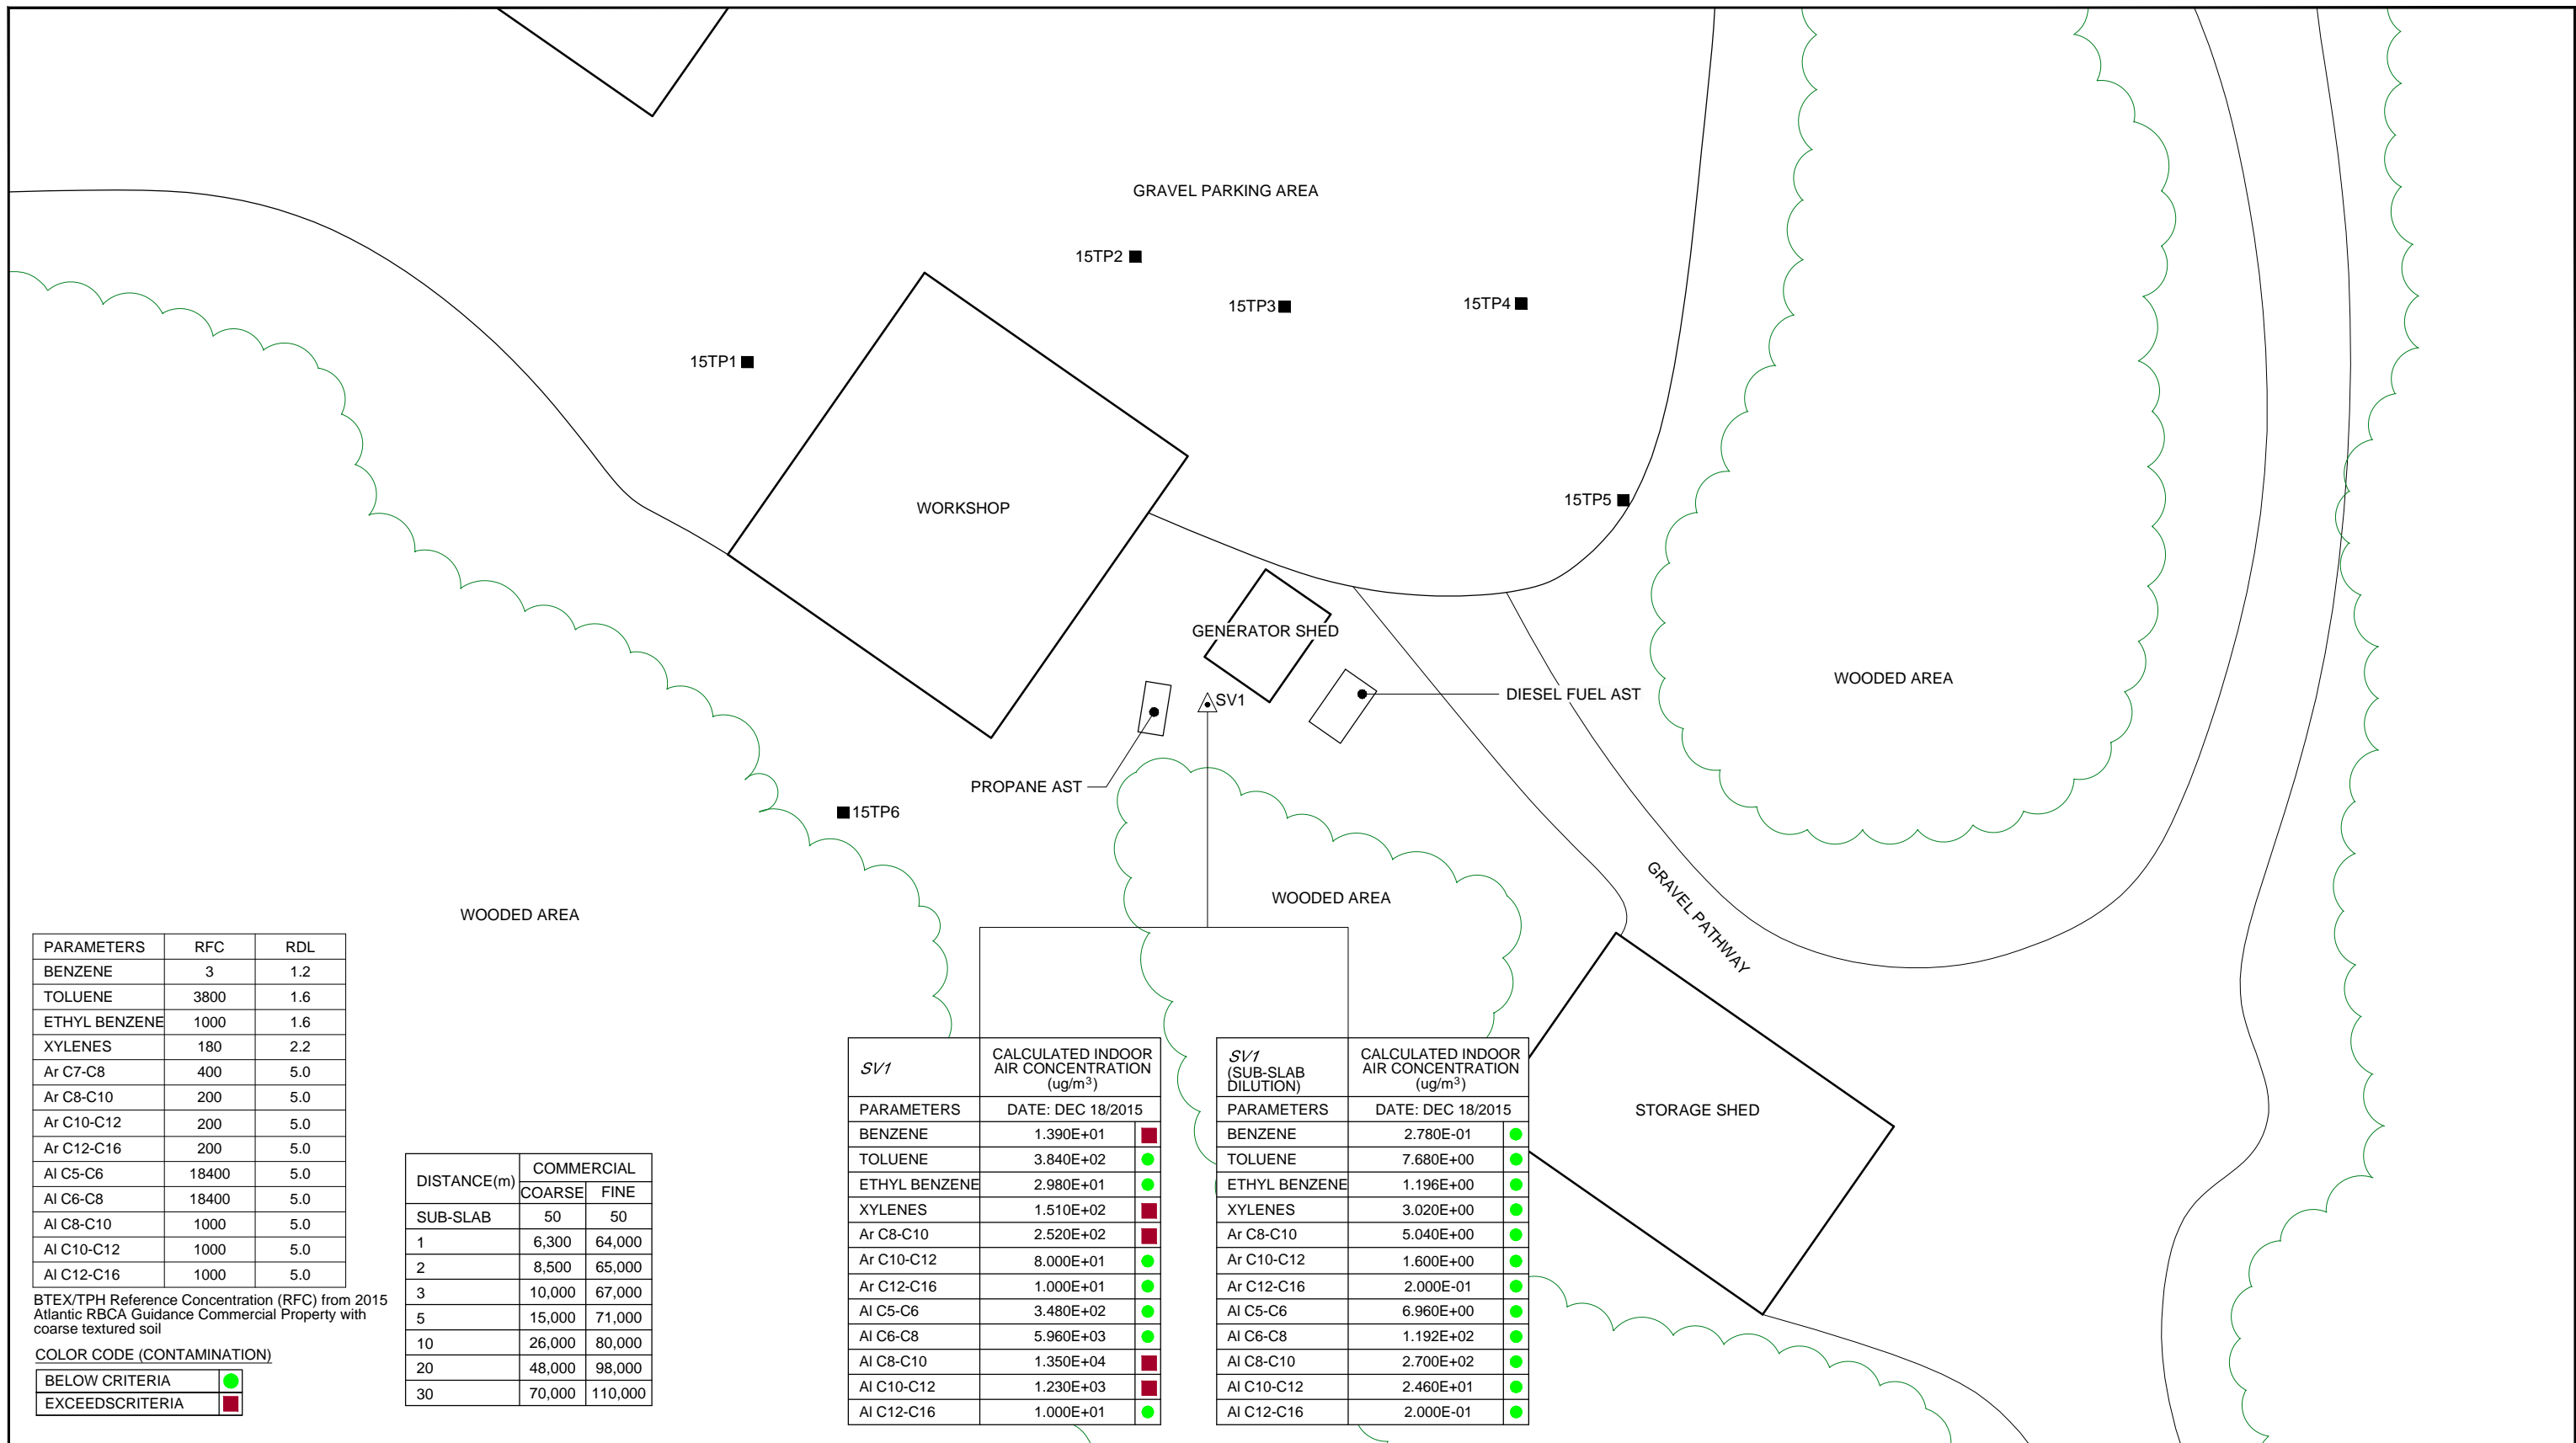 GRAVEL PARKING AREA
15TP2
15TP3
15TP4
15TP1
15TP5
WORKSHOP
GENERATOR SHED
WOODED AREA
SV1
DIESEL FUEL AST
PROPANE AST
15TP6
GRAVEL PATHWAY
WOODED AREA
WOODED AREA
STORAGE SHED
PARAMETERS RFC RDL
BENZENE 3 1.2
TOLUENE 3800 1.6
ETHYL BENZENE 1000 1.6
XYLENES 180 2.2
Ar C7-C8 400 5.0
Ar C8-C10 200 5.0
Ar C10-C12 200 5.0
Ar C12-C16 200 5.0
Al C5-C6 18400 5.0
Al C6-C8 18400 5.0
Al C8-C10 1000 5.0
Al C10-C12 1000 5.0
Al C12-C16 1000 5.0
BTEX/TPH Reference Concentration (RFC) from 2015
Atlantic RBCA Guidance Commercial Property with
coarse textured soil
COLOR CODE (CONTAMINATION)
BELOW CRITERIA
EXCEEDSCRITERIA
DISTANCE(m) COMMERCIAL
COARSE FINE
SUB-SLAB 50 50
1 6,300 64,000
2 8,500 65,000
3 10,000 67,000
5 15,000 71,000
10 26,000 80,000
20 48,000 98,000
30 70,000 110,000
SV1
CALCULATED INDOOR
AIR CONCENTRATION
(ug/m³)
PARAMETERS DATE: DEC 18/2015
BENZENE 1.390E+01
TOLUENE 3.840E+02
ETHYL BENZENE 2.980E+01
XYLENES 1.510E+02
Ar C8-C10 2.520E+02
Ar C10-C12 8.000E+01
Ar C12-C16 1.000E+01
Al C5-C6 3.480E+02
Al C6-C8 5.960E+03
Al C8-C10 1.350E+04
Al C10-C12 1.230E+03
Al C12-C16 1.000E+01
SV1
(SUB-SLAB
DILUTION)
CALCULATED INDOOR
AIR CONCENTRATION
(ug/m³)
PARAMETERS DATE: DEC 18/2015
BENZENE 2.780E-01
TOLUENE 7.680E+00
ETHYL BENZENE 1.196E+00
XYLENES 3.020E+00
Ar C8-C10 5.040E+00
Ar C10-C12 1.600E+00
Ar C12-C16 2.000E-01
Al C5-C6 6.960E+00
Al C6-C8 1.192E+02
Al C8-C10 2.700E+02
Al C10-C12 2.460E+01
Al C12-C16 2.000E-01